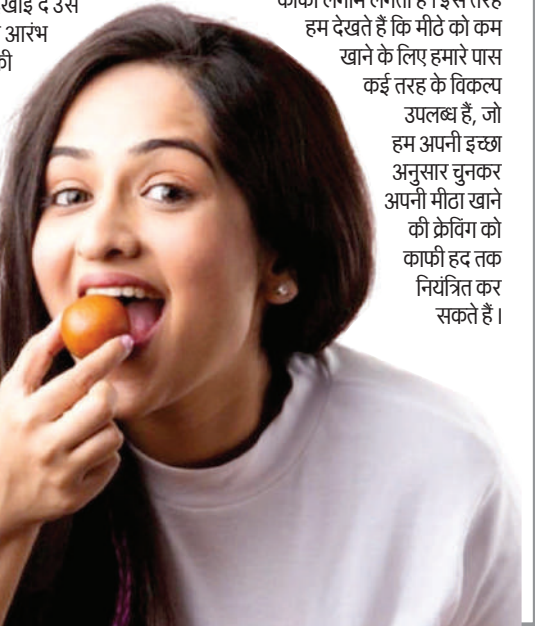 खाई द उस
आरंभ
की
काफी लगाम लगती है। इस तरह
हम देखते हैं कि मीठे को कम
खाने के लिए हमारे पास
कई तरह के विकल्प
उपलब्ध हैं, जो
हम अपनी इच्छा
अनुसार चुनकर
अपनी मीठा खाने
की क्रेविंग को
काफी हद तक
नियंत्रित कर
सकते हैं।